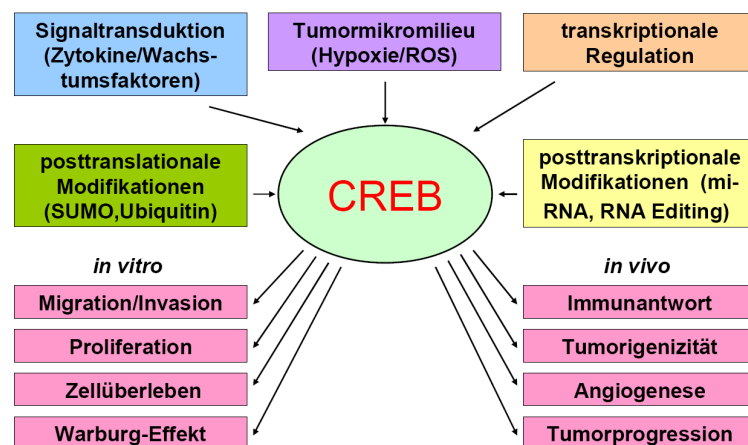 Signaltransduktion
(Zytokine/Wachs-
tumsfaktoren)
Tumormikromilieu
(Hypoxie/ROS)
transkriptionale
Regulation
posttranslationale
Modifikationen
(SUMO,Ubiquitin)
CREB
posttranskriptionale
Modifikationen (mi-
RNA, RNA Editing)
in vitro
Migration/Invasion
Proliferation
Zellüberleben
Warburg-Effekt
in vivo
Immunantwort
Tumorigenizität
Angiogenese
Tumorprogression